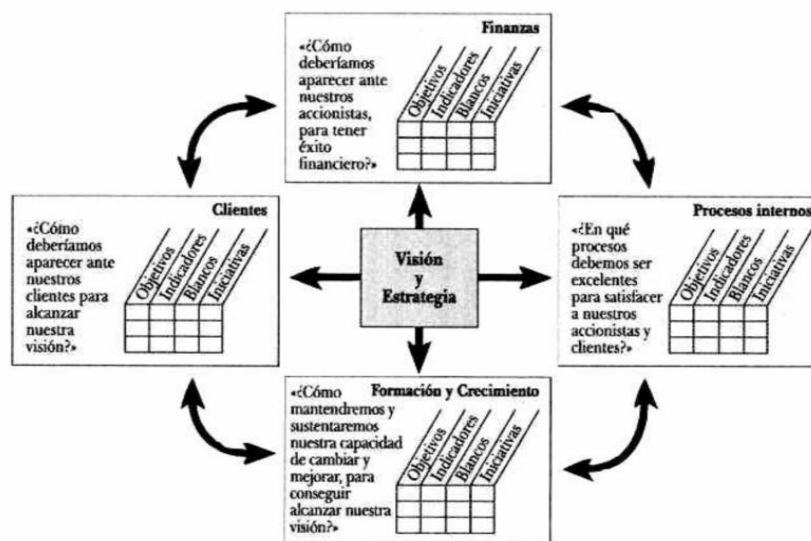 Finanzas
«¿Cómo
deberíamos
aparecer ante
nuestros
accionistas,
para tener
éxito
financiero?»
Objetivos
Indicadores
Blancos
Iniciativas
Clientes
«¿Cómo
deberíamos
aparecer ante
nuestros
clientes para
alcanzar
nuestra
visión?»
Objetivos
Indicadores
Blancos
Iniciativas
Visión
y
Estrategia
Procesos internos
«¿En qué
procesos
debemos ser
excelentes
para satisfacer
a nuestros
accionistas y
clientes?»
Objetivos
Indicadores
Blancos
Iniciativas
Formación y Crecimiento
«¿Cómo
mantendremos y
sustentaremos
nuestra capacidad
de cambiar y
mejorar, para
conseguir
alcanzar nuestra
visión?»
Objetivos
Indicadores
Blancos
Iniciativas